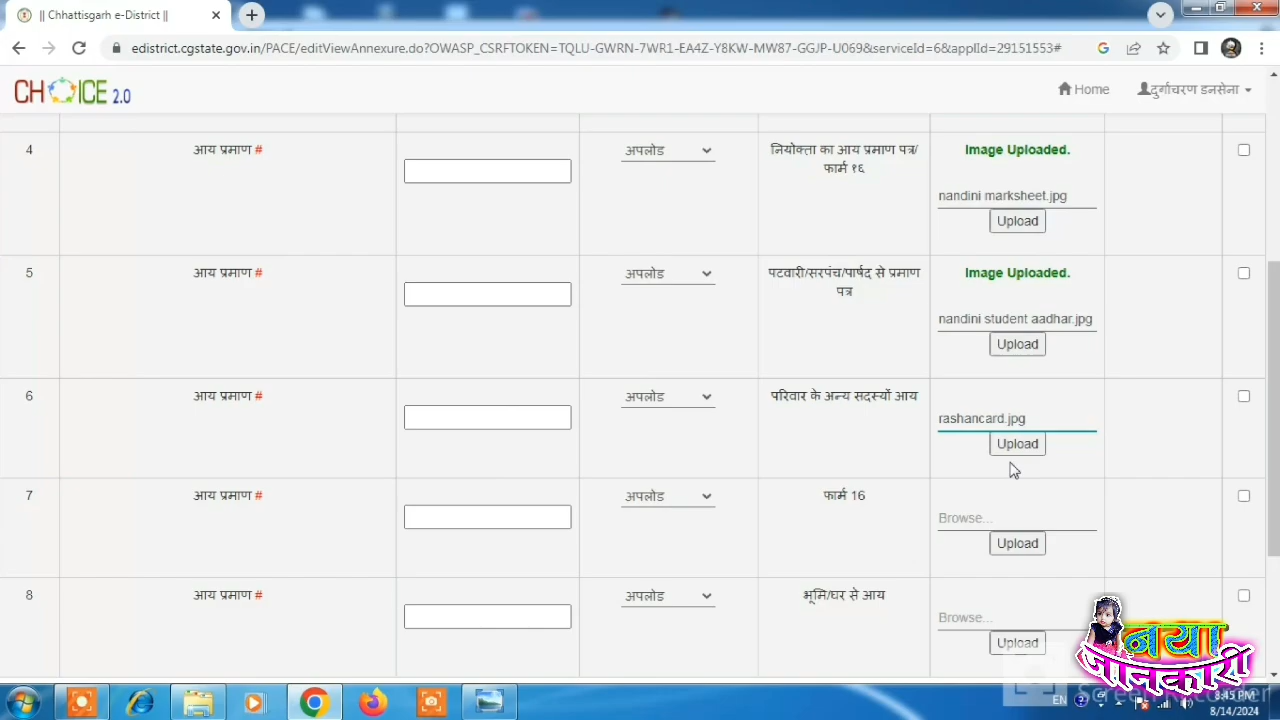 || Chhattisgarh e-District ||
edistrict.cgstate.gov.in/PACE/editViewAnnexure.do?OWASP_CSRFTOKEN=TQLU-GWRN-7WR1-EA4Z-Y8KW-MW87-GGJP-U069&serviceId=6&applId=29151553#
CHOICE 2.0
Home
दुर्गाचरण डनसेना
4 आय प्रमाण # अपलोड नियोक्ता का आय प्रमाण पत्र/ Image Uploaded.
फार्म १६
nandini marksheet.jpg
Upload
5 आय प्रमाण # अपलोड पटवारी/सरपंच/पार्षद से प्रमाण Image Uploaded.
पत्र
nandini student aadhar.jpg
Upload
6 आय प्रमाण # अपलोड परिवार के अन्य सदस्यों आय
rashancard.jpg
Upload
7 आय प्रमाण # अपलोड फार्म 16
Browse...
Upload
8 आय प्रमाण # अपलोड भूमि/घर से आय
Browse...
Upload
नया
जानकारी
Screen Recorder
EN
8:45 PM
8/14/2024